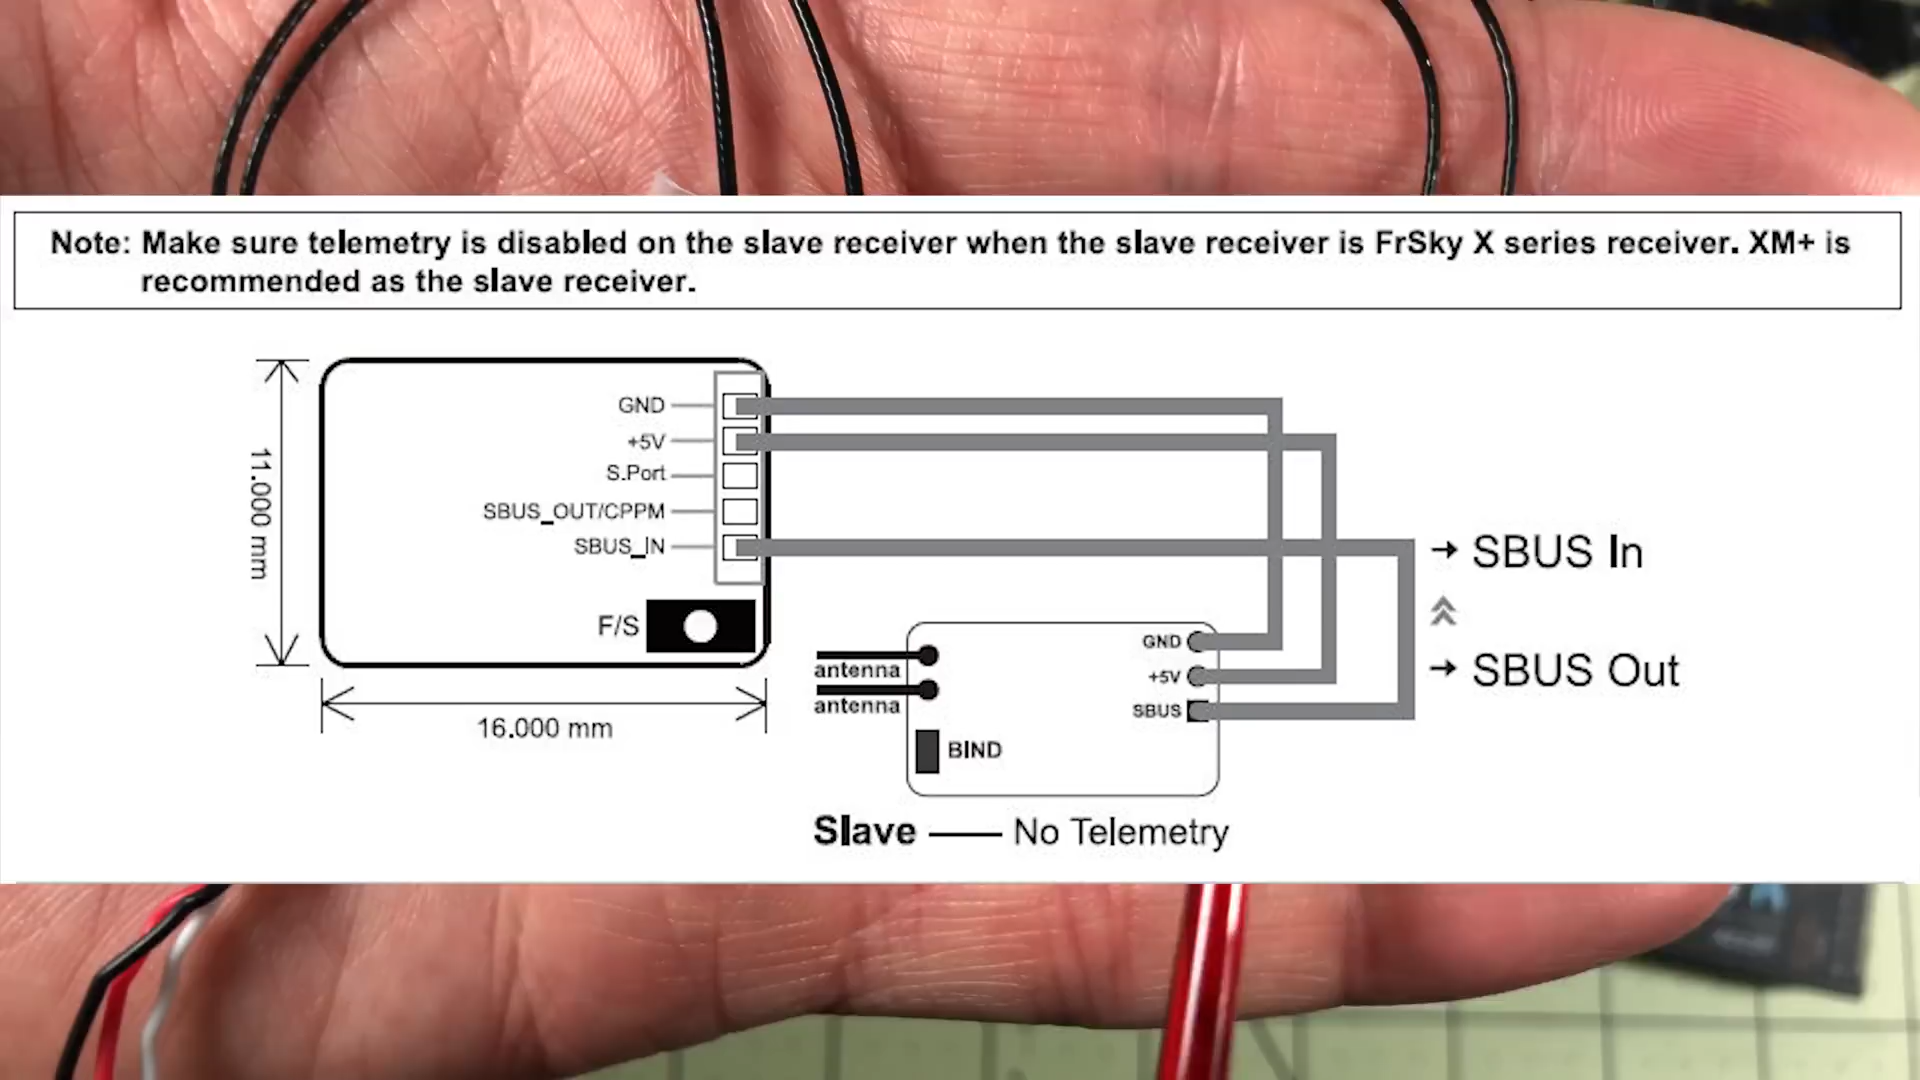 Note: Make sure telemetry is disabled on the slave receiver when the slave receiver is FrSky X series receiver. XM+ is
recommended as the slave receiver.
GND
+5V
S.Port
SBUS_OUT/CPPM
SBUS_IN
F/S
11.000 mm
16.000 mm
→ SBUS In
→ SBUS Out
GND
+5V
SBUS
antenna
antenna
BIND
Slave — No Telemetry